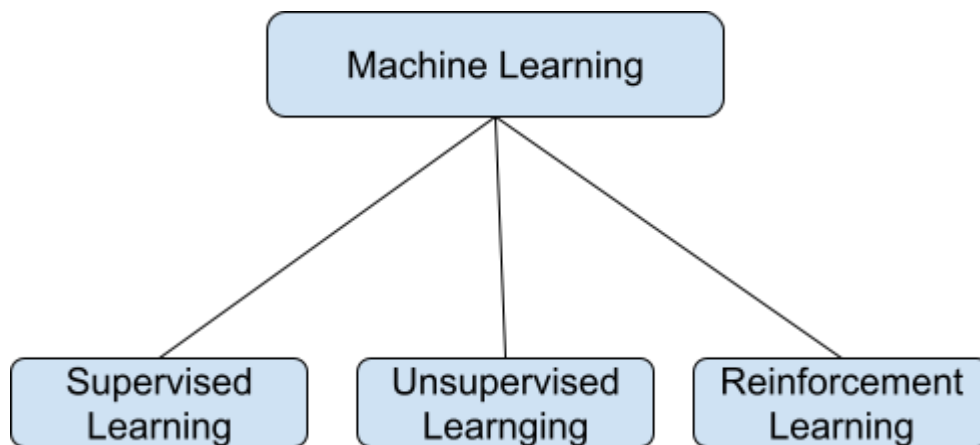 Machine Learning
Supervised
Learning
Unsupervised
Learnging
Reinforcement
Learning